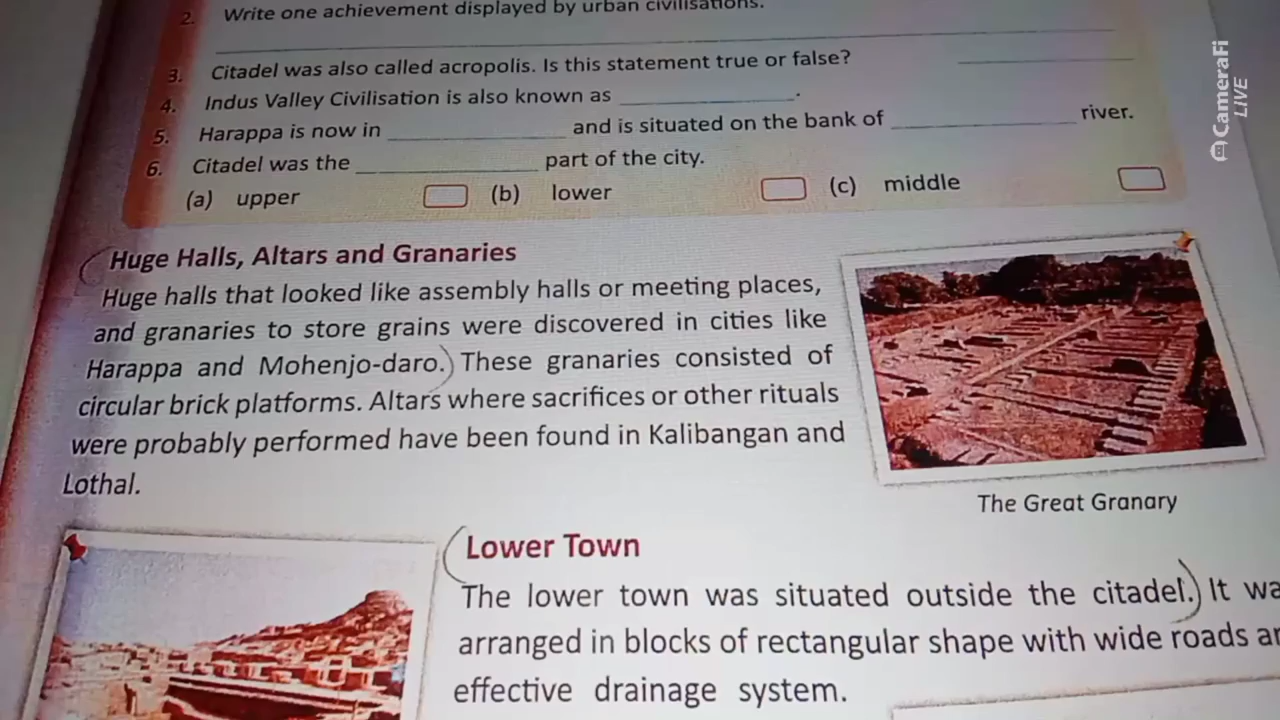 2. Write one achievement displayed by urban civilisations.
3. Citadel was also called acropolis. Is this statement true or false? ____________
4. Indus Valley Civilisation is also known as ____________.
5. Harappa is now in ____________ and is situated on the bank of ____________ river.
6. Citadel was the ____________ part of the city.
(a) upper (b) lower (c) middle
Huge Halls, Altars and Granaries
Huge halls that looked like assembly halls or meeting places,
and granaries to store grains were discovered in cities like
Harappa and Mohenjo-daro. These granaries consisted of
circular brick platforms. Altars where sacrifices or other rituals
were probably performed have been found in Kalibangan and
Lothal.
The Great Granary
Lower Town
The lower town was situated outside the citadel. It wa
arranged in blocks of rectangular shape with wide roads an
effective drainage system.
CameraFi
LIVE